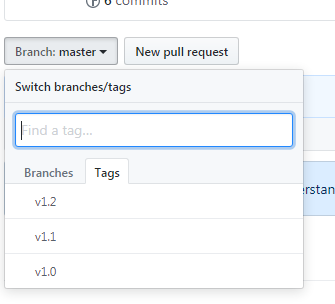 6 commits
Branch: master
New pull request
Switch branches/tags
Find a tag...
Branches
Tags
v1.2
v1.1
v1.0